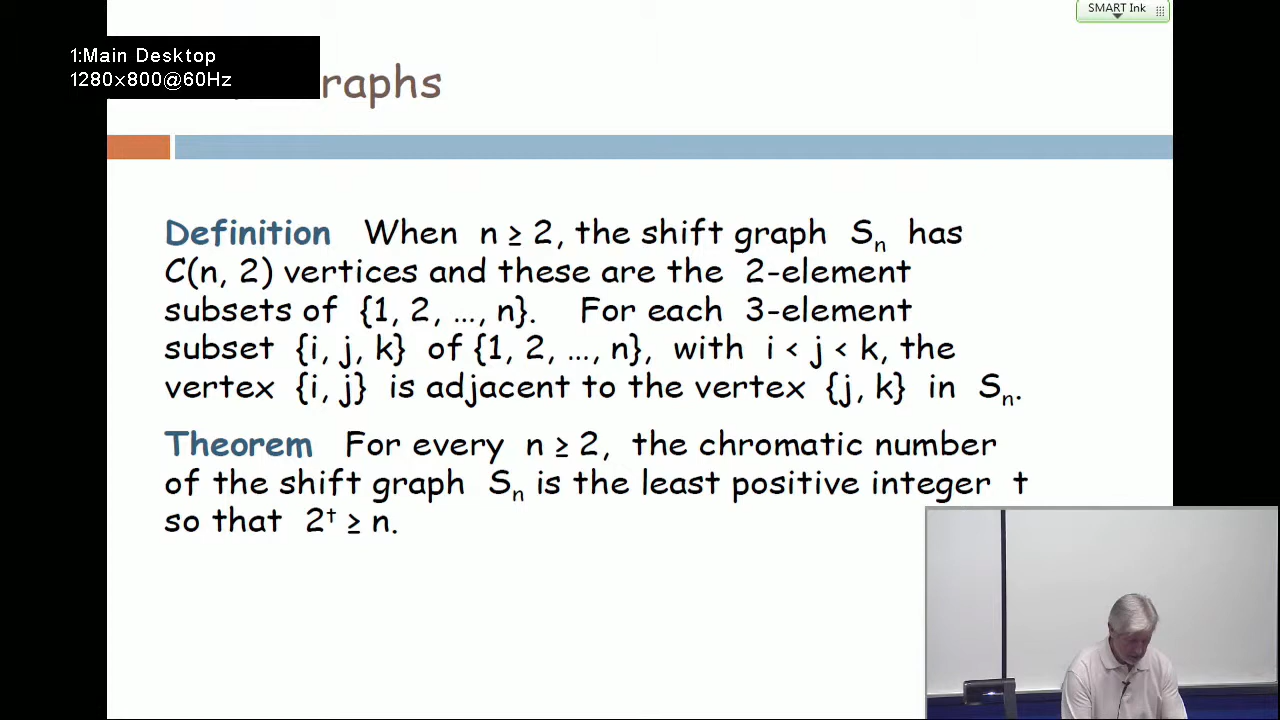 SMART Ink
1:Main Desktop
1280x800@60Hz
raphs
Definition When n ≥ 2, the shift graph Sₙ has
C(n, 2) vertices and these are the 2-element
subsets of {1, 2, ..., n}. For each 3-element
subset {i, j, k} of {1, 2, ..., n}, with i < j < k, the
vertex {i, j} is adjacent to the vertex {j, k} in Sₙ.
Theorem For every n ≥ 2, the chromatic number
of the shift graph Sₙ is the least positive integer t
so that 2ᵗ ≥ n.